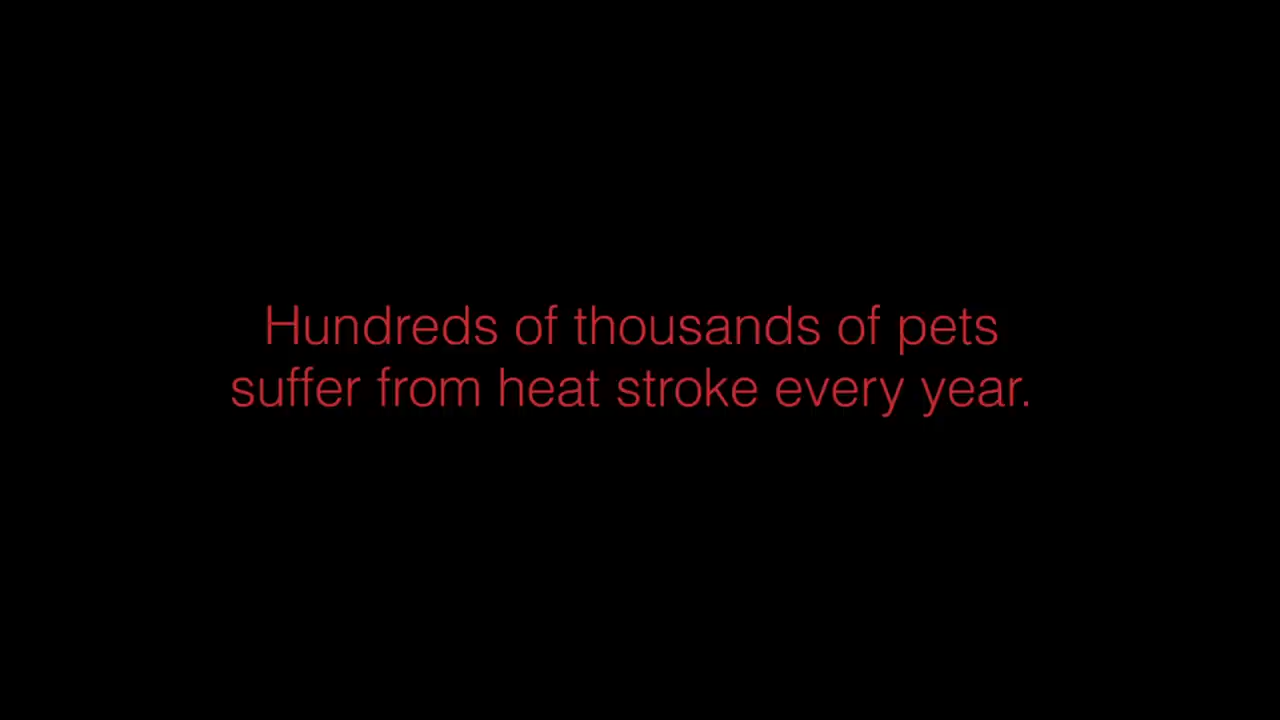 Hundreds of thousands of pets
suffer from heat stroke every year.